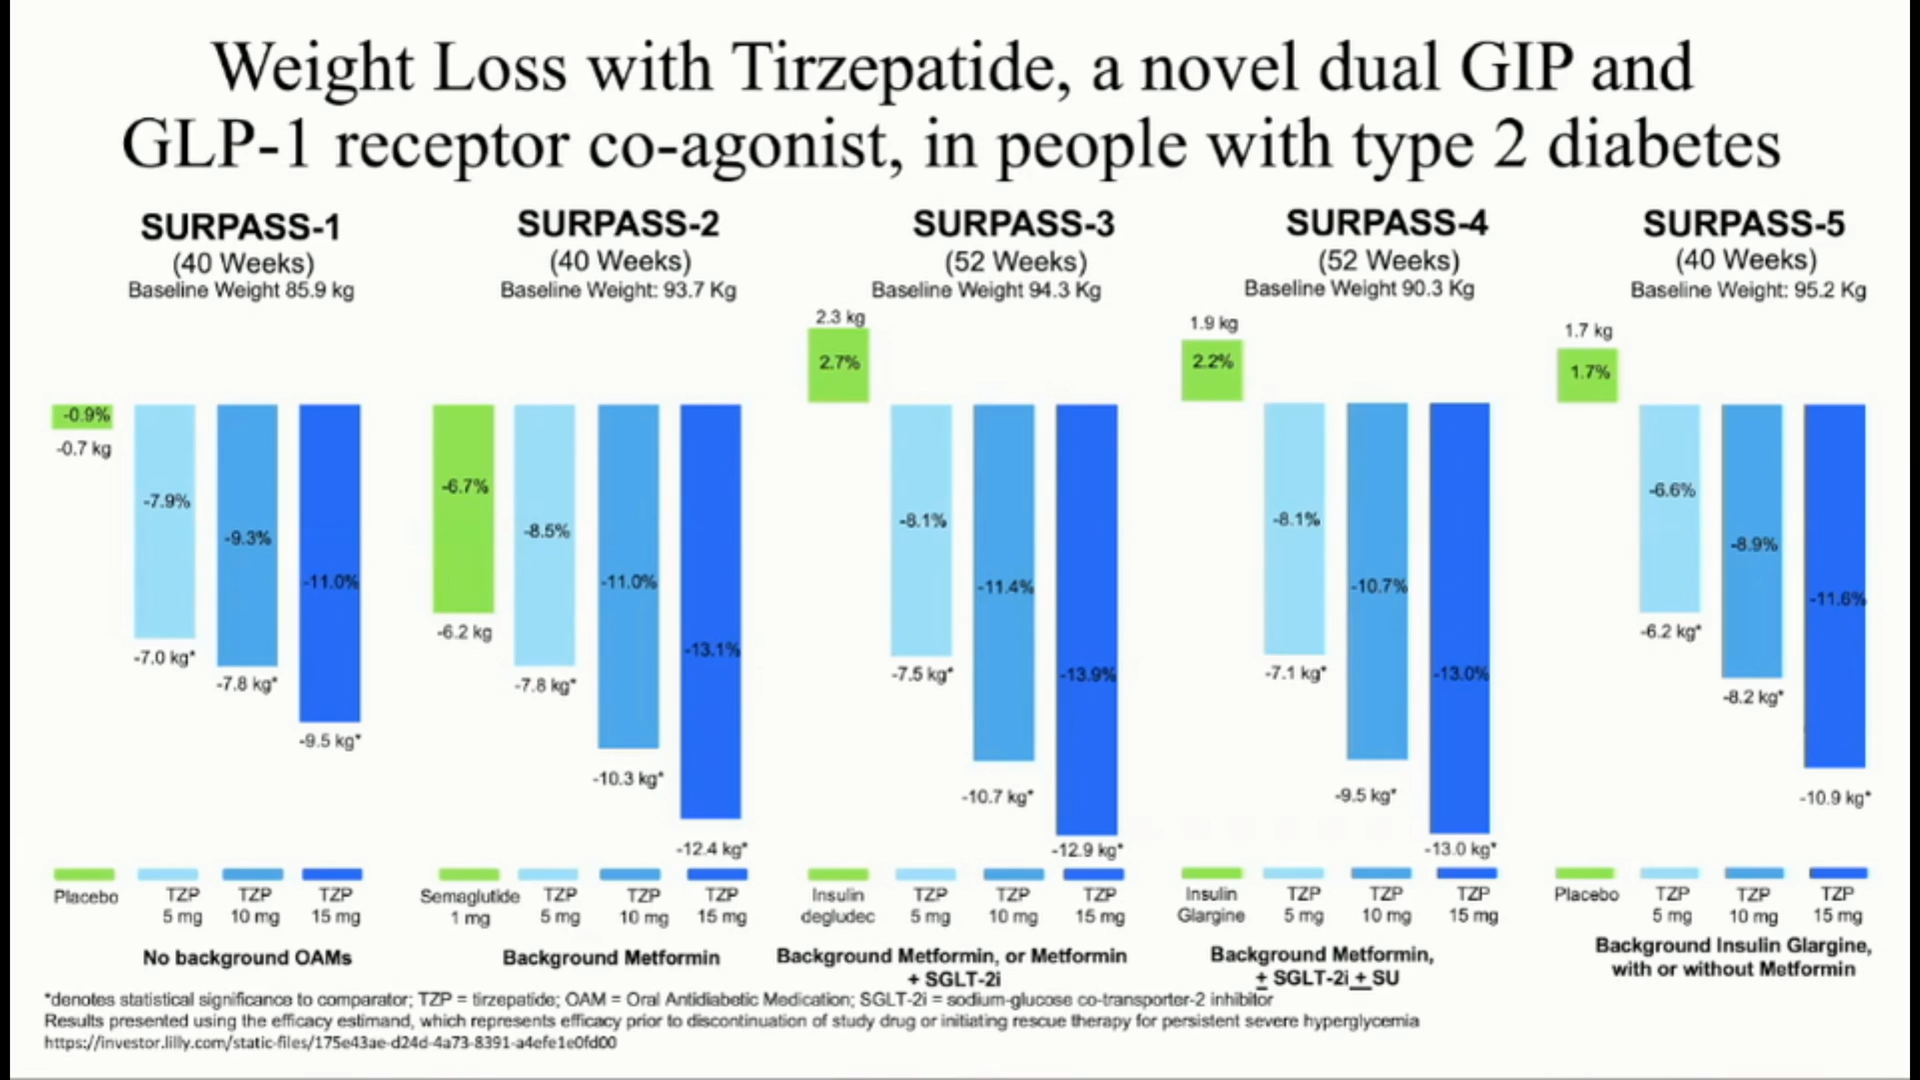 Weight Loss with Tirzepatide, a novel dual GIP and
GLP-1 receptor co-agonist, in people with type 2 diabetes
SURPASS-1
(40 Weeks)
Baseline Weight 85.9 kg
-0.9%
-0.7 kg
-7.9%
-7.0 kg*
-9.3%
-7.8 kg*
-11.0%
-9.5 kg*
Placebo
TZP
5 mg
TZP
10 mg
TZP
15 mg
No background OAMs
SURPASS-2
(40 Weeks)
Baseline Weight: 93.7 Kg
-6.7%
-6.2 kg
-8.5%
-7.8 kg*
-11.0%
-10.3 kg*
-13.1%
-12.4 kg*
Semaglutide
1 mg
TZP
5 mg
TZP
10 mg
TZP
15 mg
Background Metformin
SURPASS-3
(52 Weeks)
Baseline Weight 94.3 Kg
2.3 kg
2.7%
-8.1%
-7.5 kg*
-11.4%
-10.7 kg*
-13.9%
-12.9 kg*
Insulin
degludec
TZP
5 mg
TZP
10 mg
TZP
15 mg
Background Metformin, or Metformin
+ SGLT-2i
SURPASS-4
(52 Weeks)
Baseline Weight 90.3 Kg
1.9 kg
2.2%
-8.1%
-7.1 kg*
-10.7%
-9.5 kg*
-13.0%
-13.0 kg*
Insulin
Glargine
TZP
5 mg
TZP
10 mg
TZP
15 mg
Background Metformin,
+ SGLT-2i + SU
SURPASS-5
(40 Weeks)
Baseline Weight: 95.2 Kg
1.7 kg
1.7%
-6.6%
-6.2 kg*
-8.9%
-8.2 kg*
-11.6%
-10.9 kg*
Placebo
TZP
5 mg
TZP
10 mg
TZP
15 mg
Background Insulin Glargine,
with or without Metformin
*denotes statistical significance to comparator; TZP = tirzepatide; OAM = Oral Antidiabetic Medication; SGLT-2i = sodium-glucose co-transporter-2 inhibitor
Results presented using the efficacy estimand, which represents efficacy prior to discontinuation of study drug or initiating rescue therapy for persistent severe hyperglycemia
https://investor.lilly.com/static-files/175e43ae-d24d-4a73-8391-a4efe1e0fd00